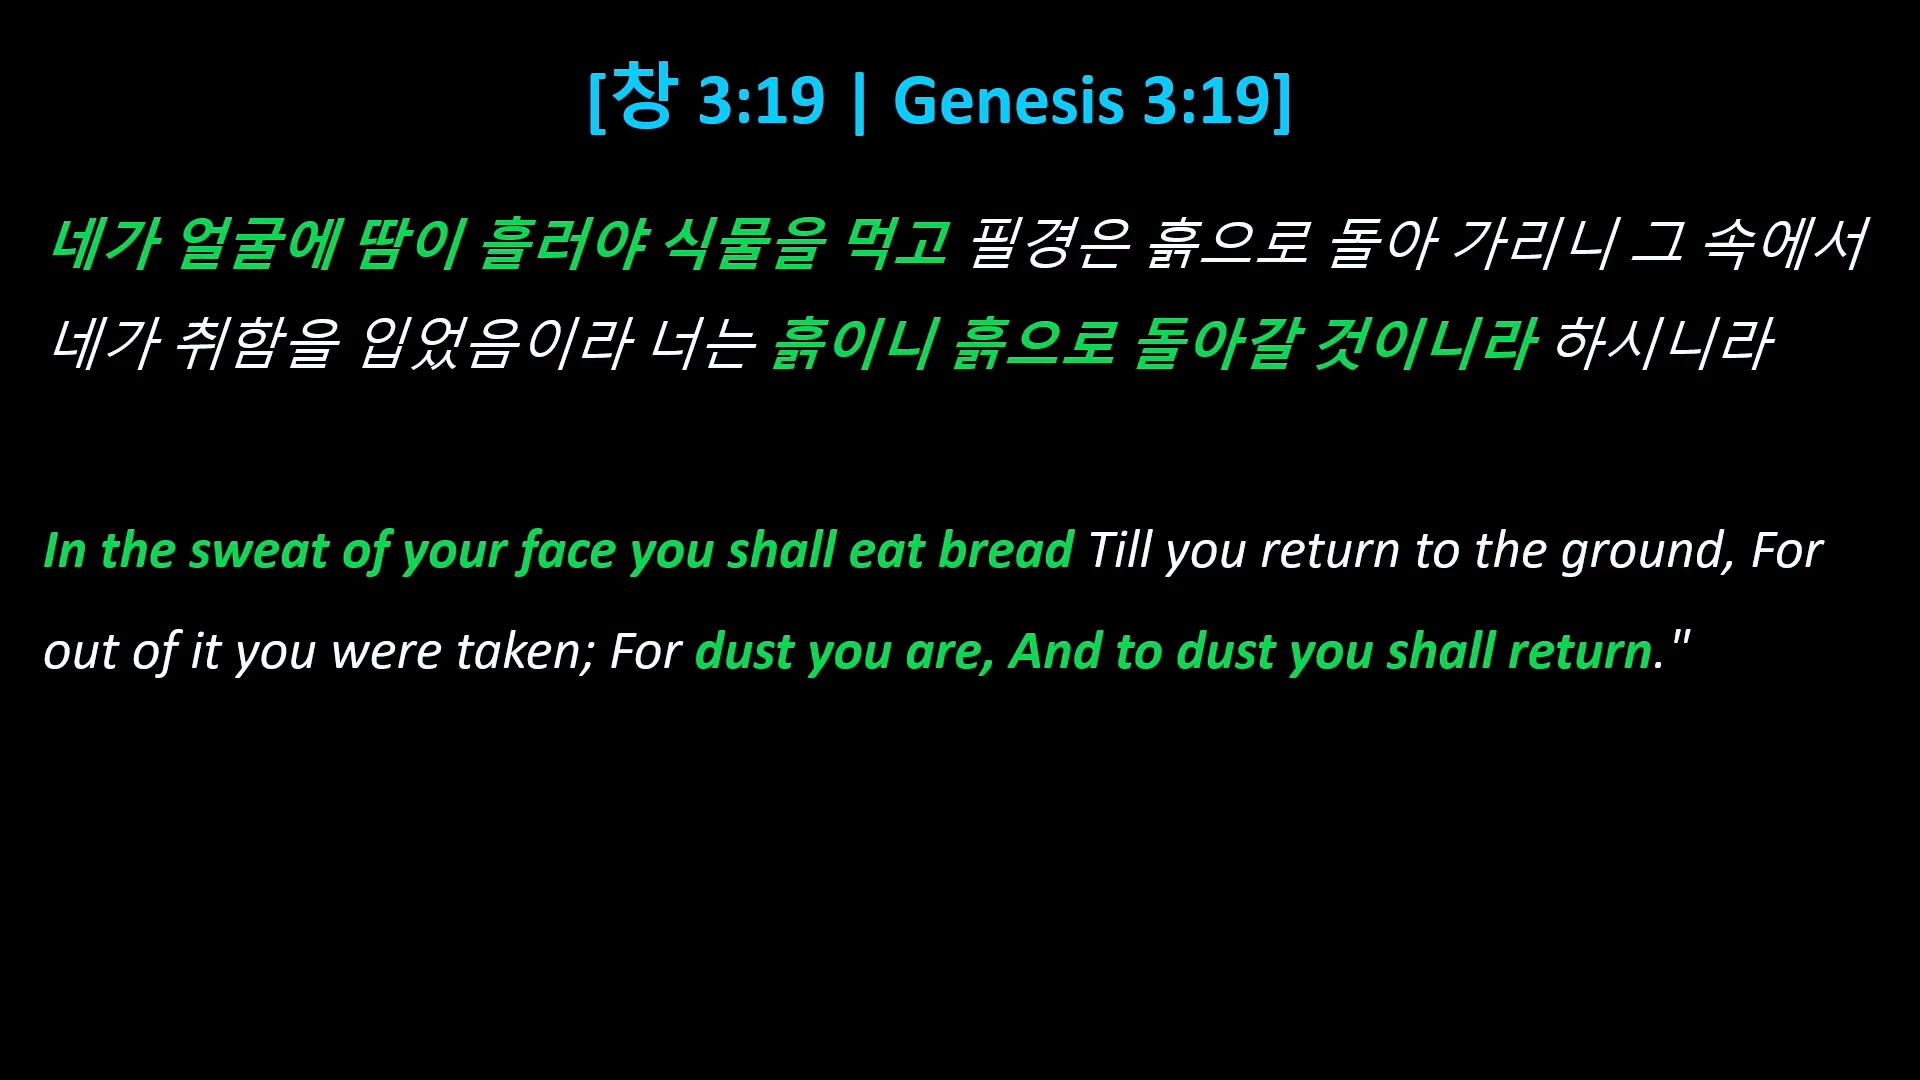 [창 3:19 | Genesis 3:19]
네가 얼굴에 땀이 흘러야 식물을 먹고 필경은 흙으로 돌아 가리니 그 속에서
네가 취함을 입었음이라 너는 흙이니 흙으로 돌아갈 것이니라 하시니라
In the sweat of your face you shall eat bread Till you return to the ground, For
out of it you were taken; For dust you are, And to dust you shall return."